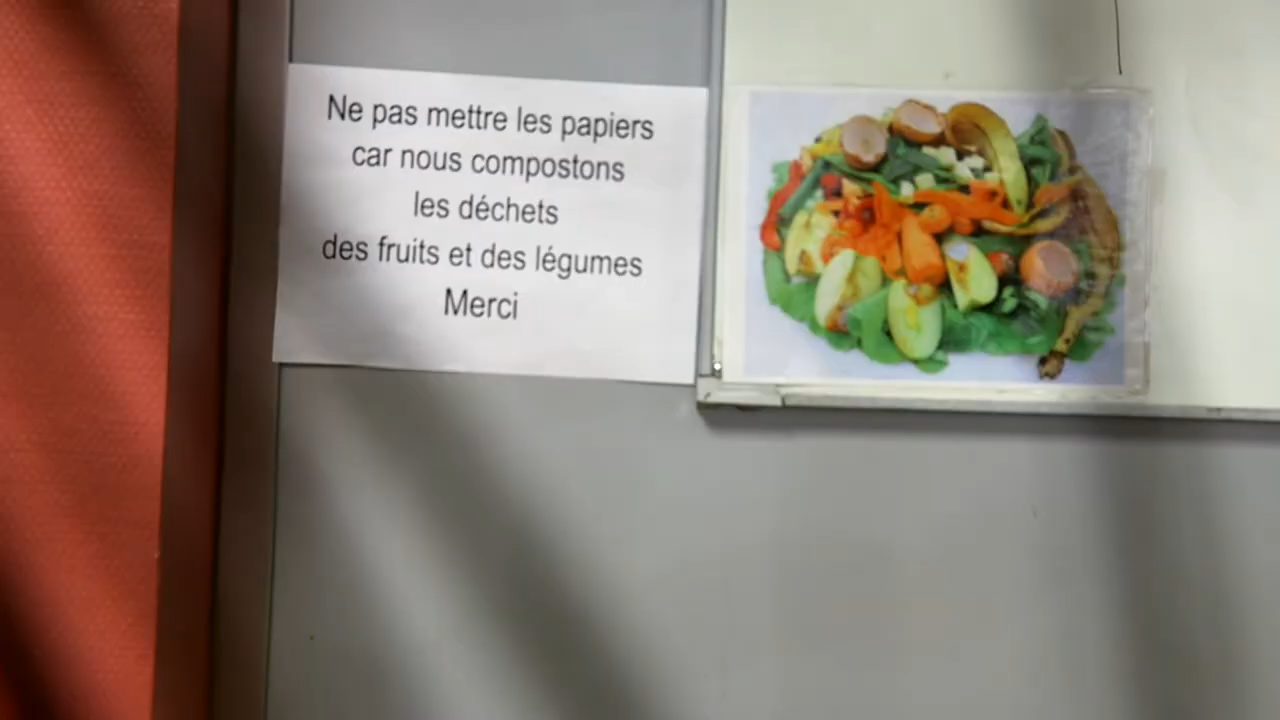 Ne pas mettre les papiers
car nous compostons
les déchets
des fruits et des légumes
Merci